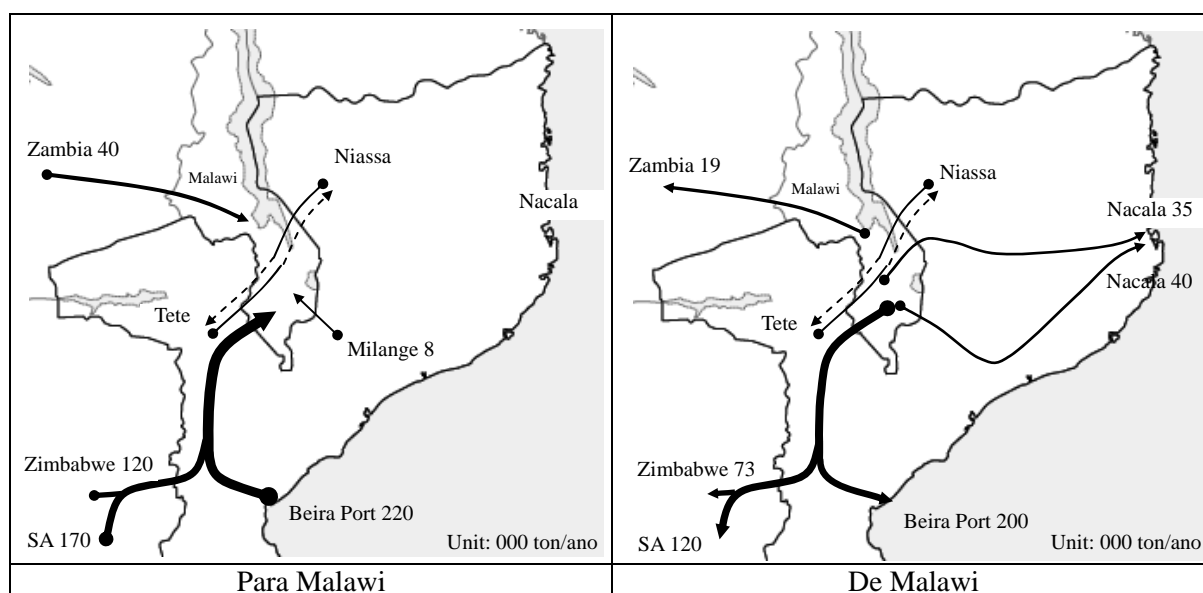 Zambia 40
Niassa
Malawi
Nacala
Tete
Milange 8
Zimbabwe 120
Beira Port 220
SA 170
Unit: 000 ton/ano
Para Malawi
Zambia 19
Malawi
Niassa
Nacala 35
Nacala 40
Tete
Zimbabwe 73
Beira Port 200
SA 120
Unit: 000 ton/ano
De Malawi